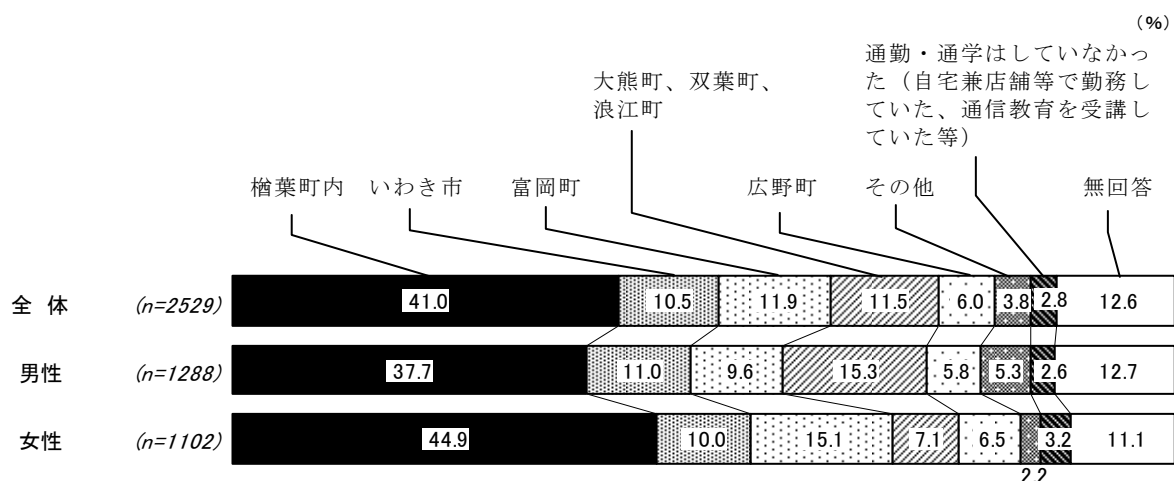 （%）
通勤・通学はしていなかっ
た（自宅兼店舗等で勤務し
ていた、通信教育を受講し
ていた等）
大熊町、双葉町、
浪江町
楢葉町内 いわき市 富岡町 広野町 その他 無回答
全 体 (n=2529) 41.0 10.5 11.9 11.5 6.0 3.8 2.8 12.6
男性 (n=1288) 37.7 11.0 9.6 15.3 5.8 5.3 2.6 12.7
女性 (n=1102) 44.9 10.0 15.1 7.1 6.5 3.2 11.1
2.2